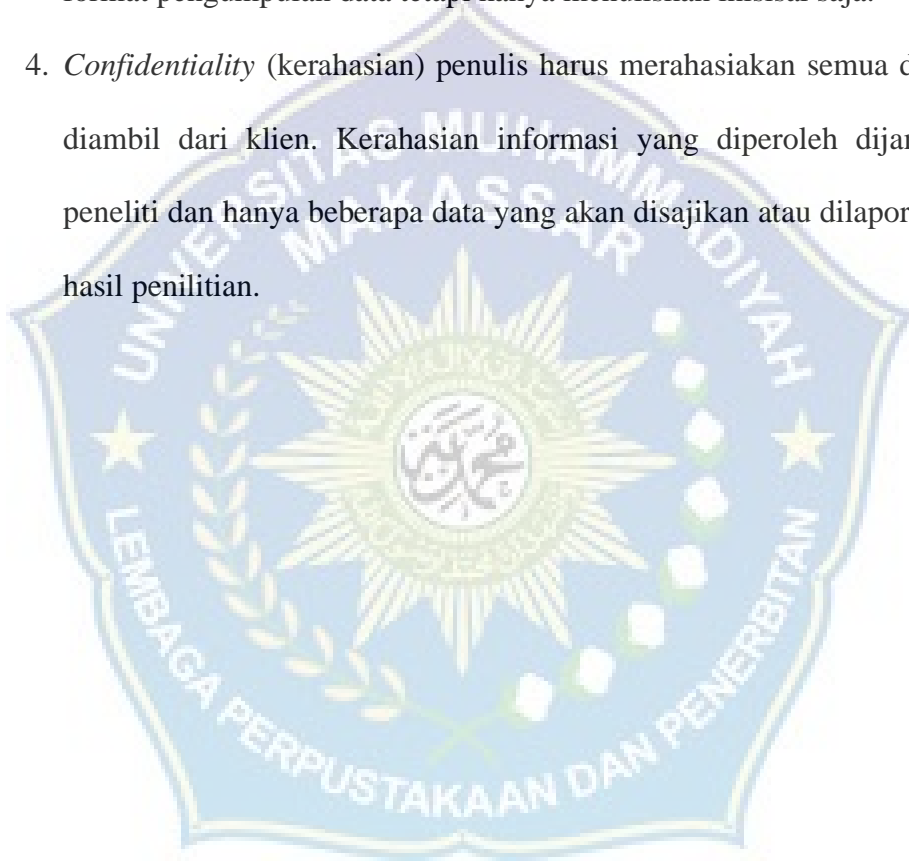 4. Confidentiality (kerahasian) penulis harus merahasiakan semua
diambil dari klien. Kerahasian informasi yang diperoleh
peneliti dan hanya beberapa data yang akan disajikan atau
hasil penilitian.
UNIVERSITAS MUHAMMADIYAH
MAKASSAR
LEMBAGA PERPUSTAKAAN DAN PENERBITAN